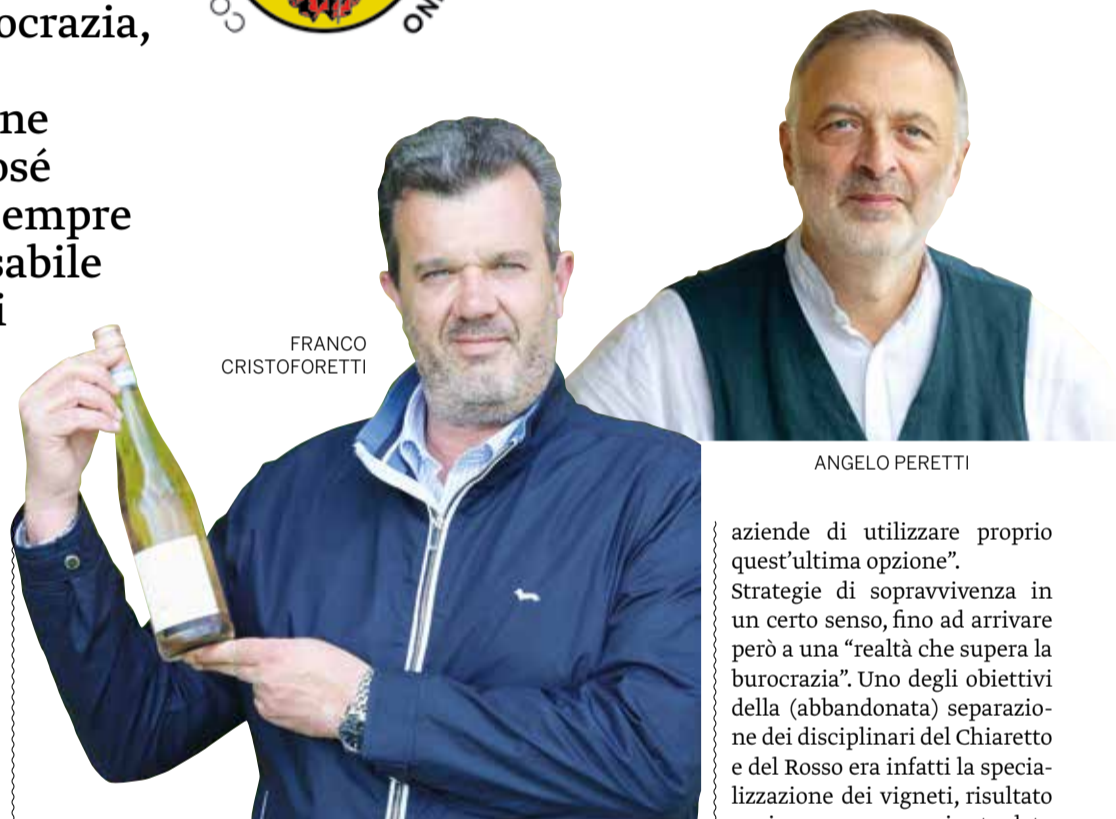 ocrazia,
ne
osé
empre
sabile
i
CO
NO
FRANCO
CRISTOFORETTI
ANGELO PERETTI
aziende di utilizzare proprio
quest'ultima opzione”.
Strategie di sopravvivenza in
un certo senso, fino ad arrivare
però a una “realtà che supera la
burocrazia”. Uno degli obiettivi
della (abbandonata) separazio-
ne dei disciplinari del Chiaretto
e del Rosso era infatti la specia-
lizzazione dei vigneti, risultato